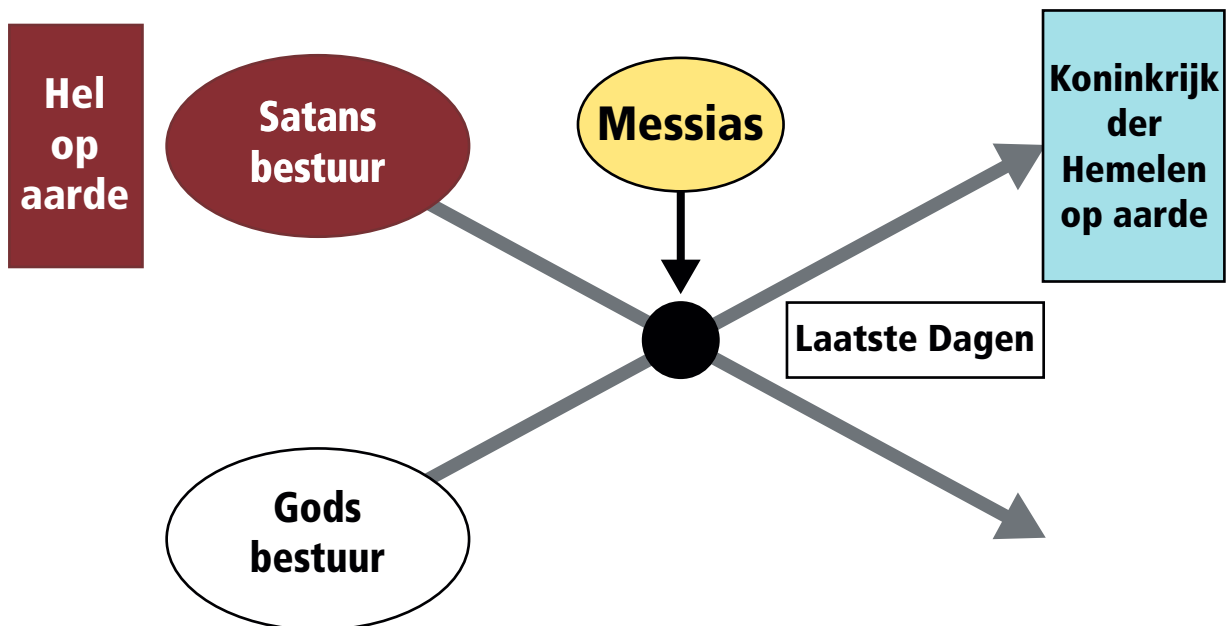 Hel
op
aarde
Satans
bestuur
Messias
Koninkrijk
der
Hemelen
op aarde
Laatste Dagen
Gods
bestuur